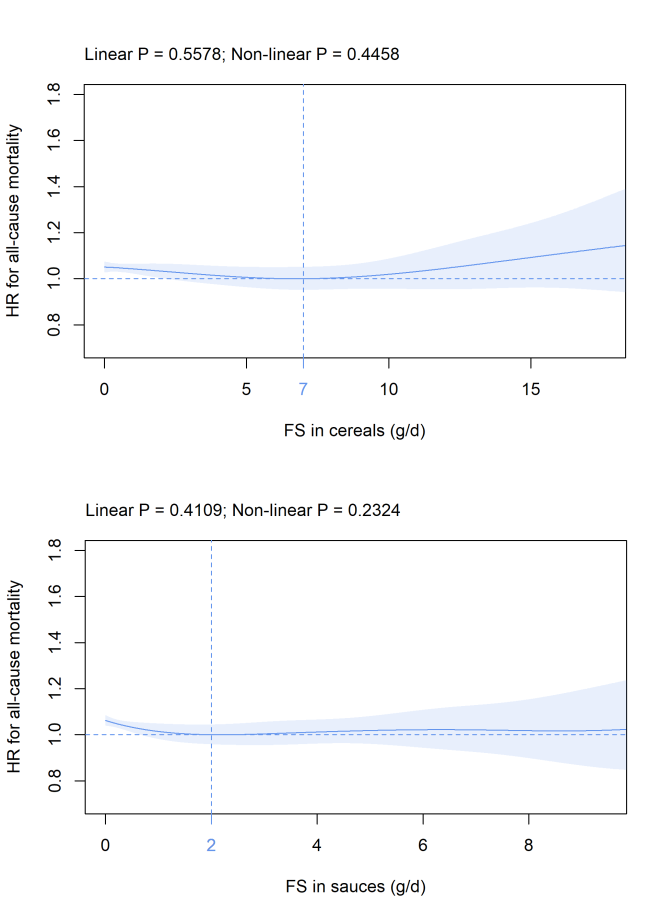 Linear P = 0.5578; Non-linear P = 0.4458
HR for all-cause mortality
1.8
1.6
1.4
1.2
1.0
0.8
0 5 7 10 15
FS in cereals (g/d)
Linear P = 0.4109; Non-linear P = 0.2324
HR for all-cause mortality
1.8
1.6
1.4
1.2
1.0
0.8
0 2 4 6 8
FS in sauces (g/d)